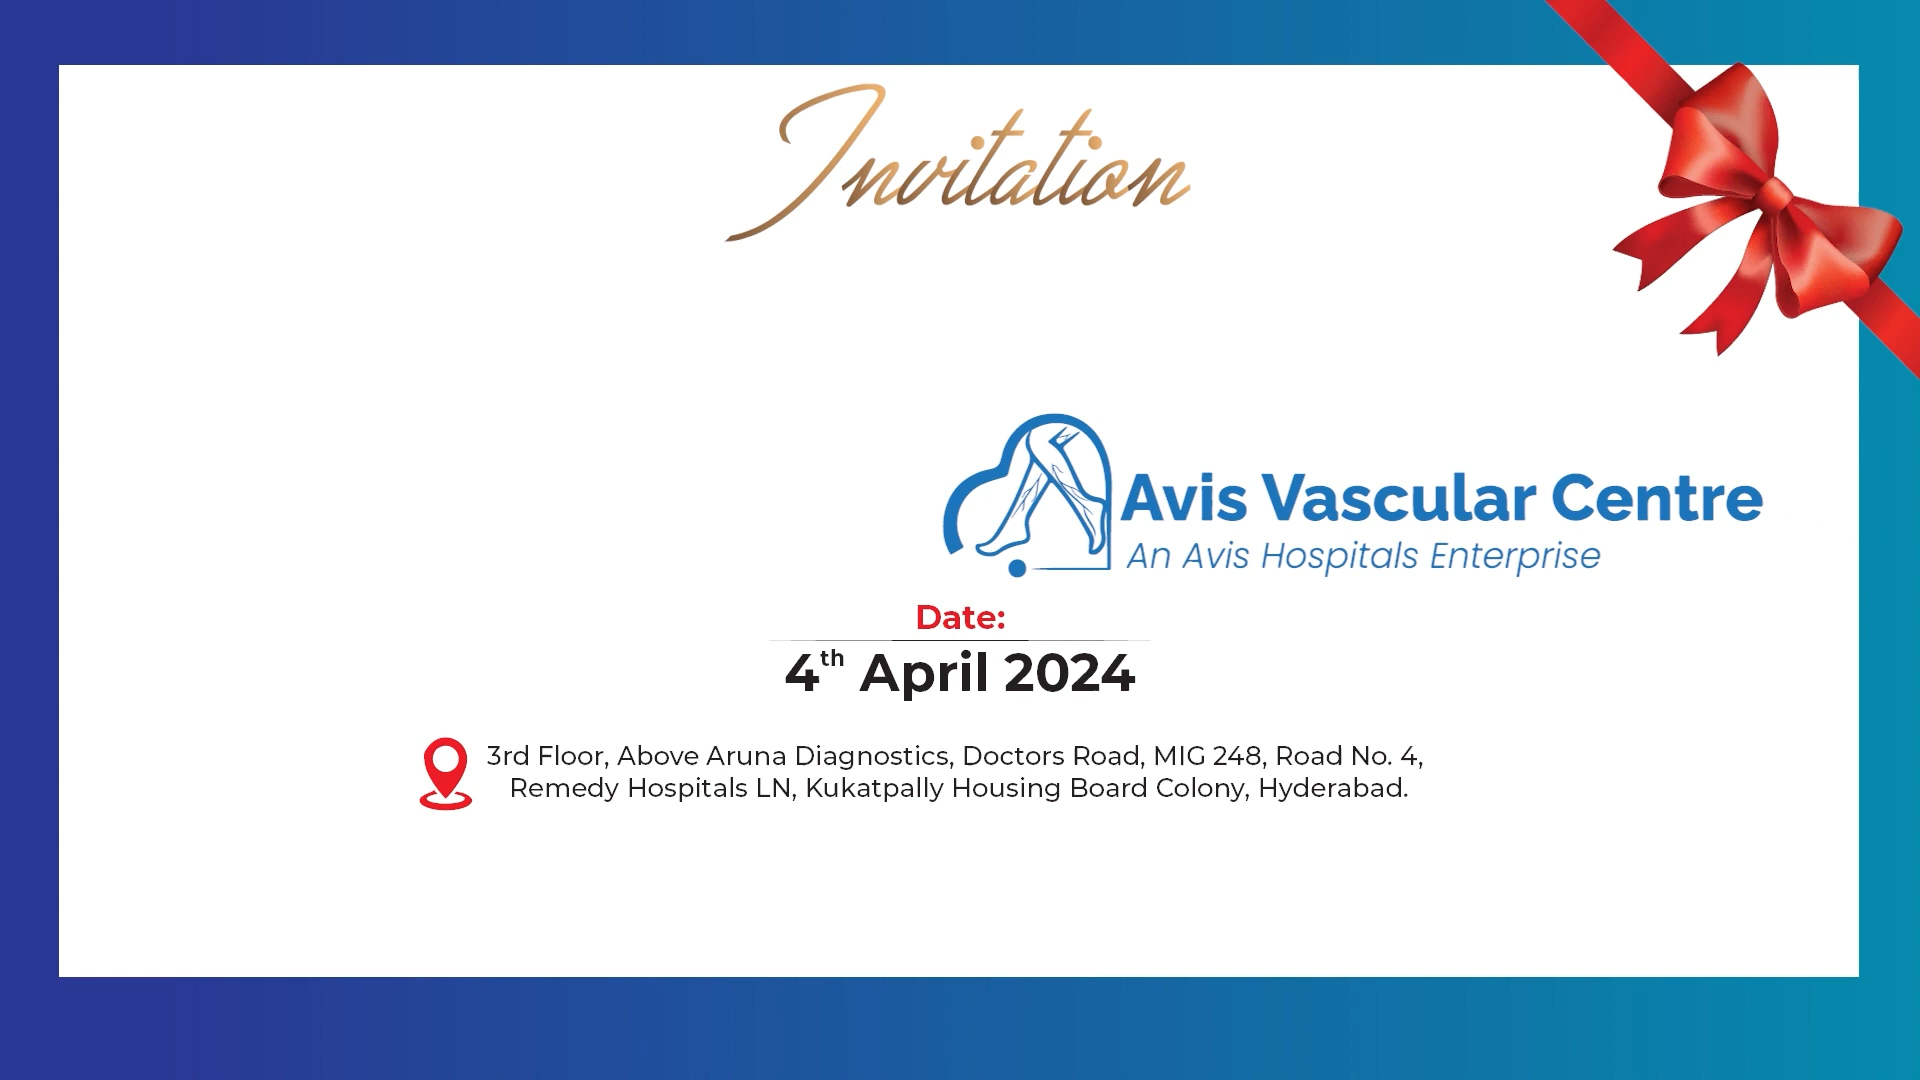 Invitation
Avis Vascular Centre
An Avis Hospitals Enterprise
Date:
4th April 2024
3rd Floor, Above Aruna Diagnostics, Doctors Road, MIG 248, Road No. 4,
Remedy Hospitals LN, Kukatpally Housing Board Colony, Hyderabad.